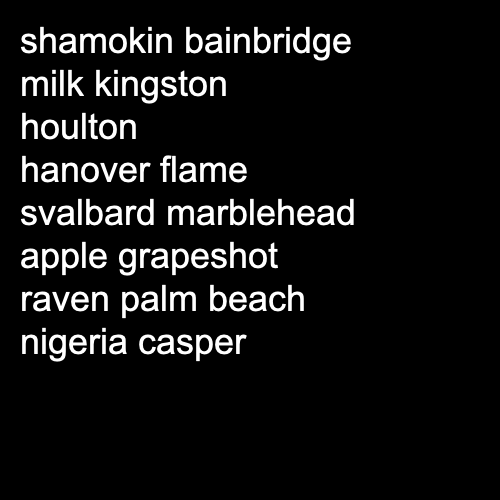 shamokin bainbridge
milk kingston
houlton
hanover flame
svalbard marblehead
apple grapeshot
raven palm beach
nigeria casper